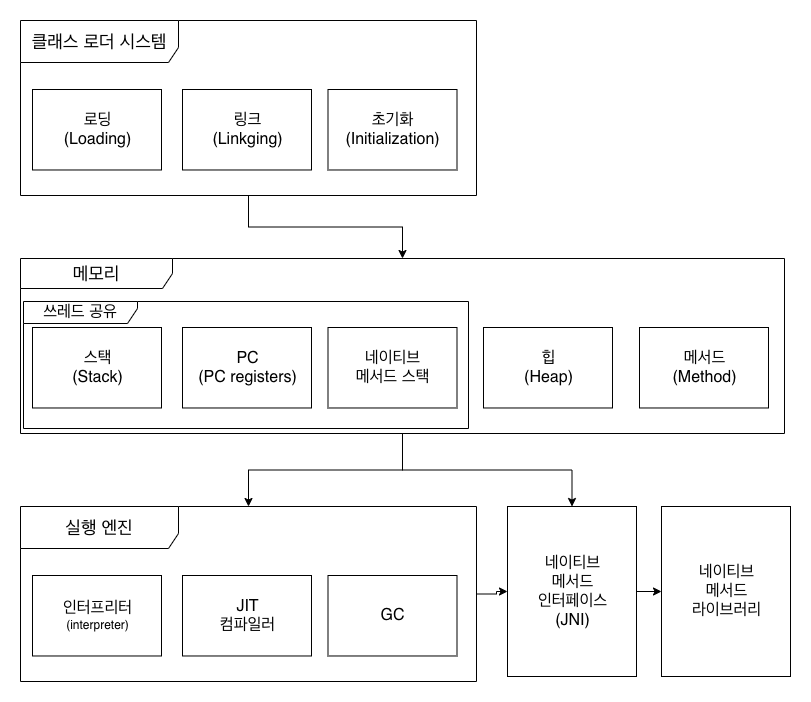 클래스 로더 시스템
로딩
(Loading)
링크
(Linkging)
초기화
(Initialization)
메모리
쓰레드 공유
스택
(Stack)
PC
(PC registers)
네이티브
메서드 스택
힙
(Heap)
메서드
(Method)
실행 엔진
인터프리터
(interpreter)
JIT
컴파일러
GC
네이티브
메서드
인터페이스
(JNI)
네이티브
메서드
라이브러리